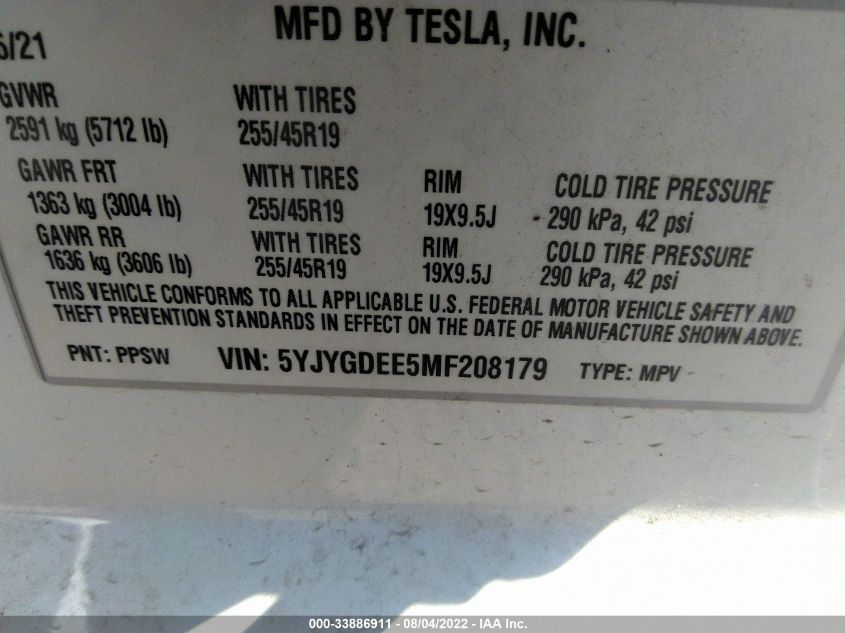 MFD BY TESLA, INC.
6/21
GVWR WITH TIRES
2591 kg (5712 lb) 255/45R19
GAWR FRT WITH TIRES RIM COLD TIRE PRESSURE
1363 kg (3004 lb) 255/45R19 19X9.5J 290 kPa, 42 psi
GAWR RR WITH TIRES RIM COLD TIRE PRESSURE
1636 kg (3606 lb) 255/45R19 19X9.5J 290 kPa, 42 psi
THIS VEHICLE CONFORMS TO ALL APPLICABLE U.S. FEDERAL MOTOR VEHICLE SAFETY AND
THEFT PREVENTION STANDARDS IN EFFECT ON THE DATE OF MANUFACTURE SHOWN ABOVE.
PNT: PPSW VIN: 5YJYGDEE5MF208179 TYPE: MPV
000-33886911 - 08/04/2022 - IAA Inc.